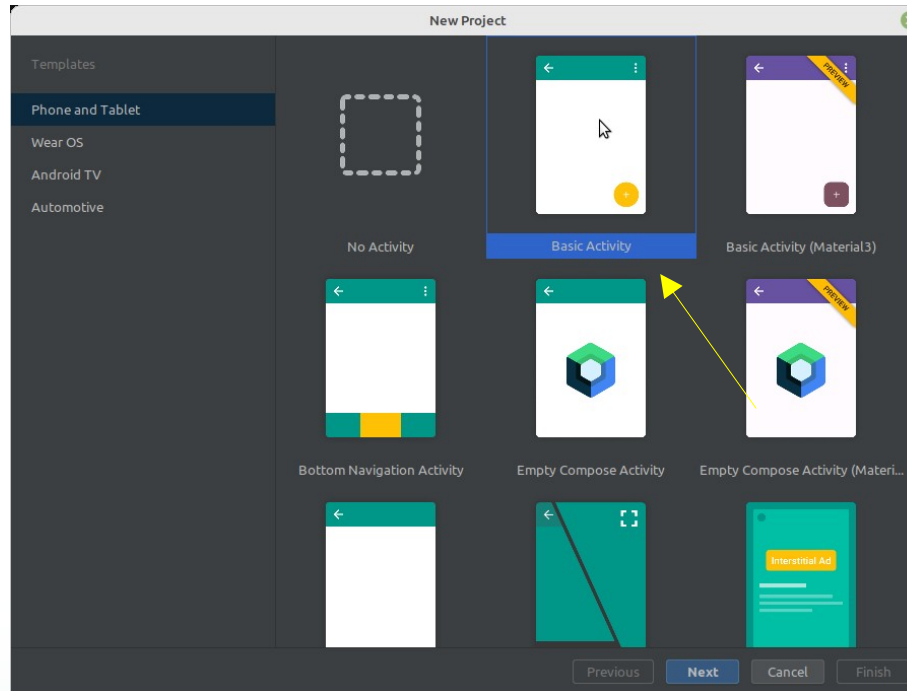 New Project
Templates
Phone and Tablet
Wear OS
Android TV
Automotive
PREVIEW
No Activity
Basic Activity
Basic Activity (Material3)
PREVIEW
Bottom Navigation Activity
Empty Compose Activity
Empty Compose Activity (Materi...
Interstitial Ad
Previous
Next
Cancel
Finish